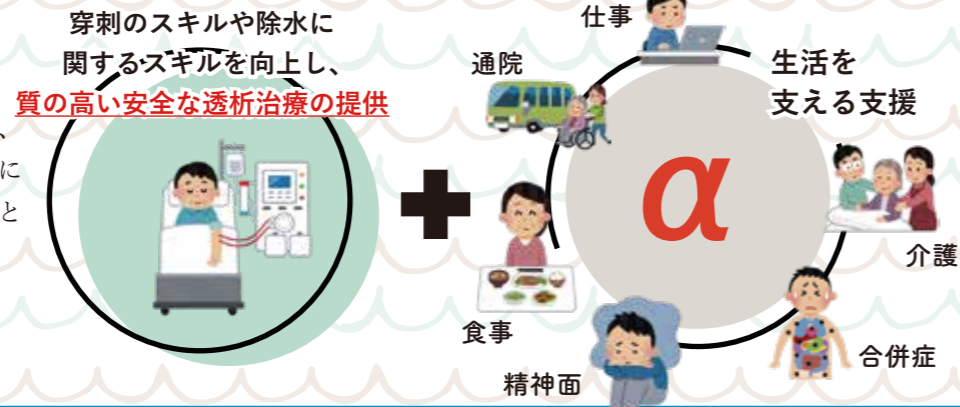 穿刺のスキルや除水に
関するスキルを向上し、
質の高い安全な透析治療の提供
、
に
と
＋
仕事
通院
生活を
支える支援
α
介護
食事
合併症
精神面